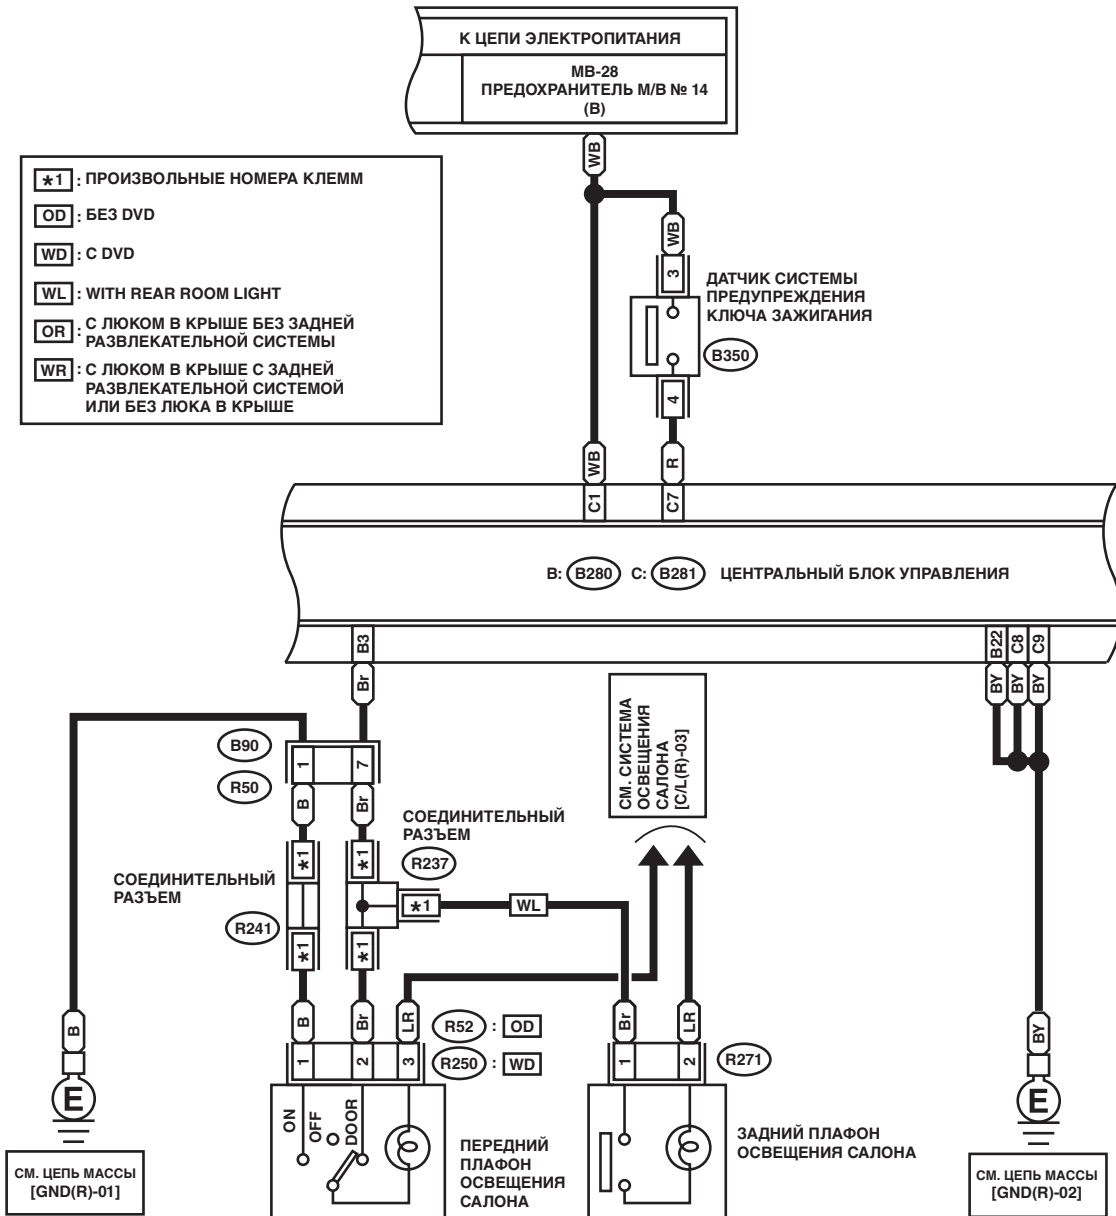 К ЦЕПИ ЭЛЕКТРОПИТАНИЯ
MB-28
ПРЕДОХРАНИТЕЛЬ М/В № 14
(B)
WB
*1 : ПРОИЗВОЛЬНЫЕ НОМЕРА КЛЕММ
OD : БЕЗ DVD
WD : С DVD
WL : WITH REAR ROOM LIGHT
OR : С ЛЮКОМ В КРЫШЕ БЕЗ ЗАДНЕЙ
РАЗВЛЕКАТЕЛЬНОЙ СИСТЕМЫ
WR : С ЛЮКОМ В КРЫШЕ С ЗАДНЕЙ
РАЗВЛЕКАТЕЛЬНОЙ СИСТЕМОЙ
ИЛИ БЕЗ ЛЮКА В КРЫШЕ
WB
3
ДАТЧИК СИСТЕМЫ
ПРЕДУПРЕЖДЕНИЯ
КЛЮЧА ЗАЖИГАНИЯ
B350
4
WB R
C1 C7
B: B280 C: B281 ЦЕНТРАЛЬНЫЙ БЛОК УПРАВЛЕНИЯ
B3 B22 C8 C9
Br BY BY BY
СМ. СИСТЕМА
ОСВЕЩЕНИЯ
САЛОНА
[C/L(R)-03]
B90
1 7
R50
B Br
СОЕДИНИТЕЛЬНЫЙ
РАЗЪЕМ
R237
*1 *1
СОЕДИНИТЕЛЬНЫЙ
РАЗЪЕМ
*1 WL
R241
*1 *1
B Br LR
R52 : OD
Br LR
B BY
1 2 3
R250 : WD
1 2
R271
E E
ON
OFF
DOOR
ПЕРЕДНИЙ
ПЛАФОН
ОСВЕЩЕНИЯ
САЛОНА
ЗАДНИЙ ПЛАФОН
ОСВЕЩЕНИЯ САЛОНА
СМ. ЦЕПЬ МАССЫ
[GND(R)-01]
СМ. ЦЕПЬ МАССЫ
[GND(R)-02]